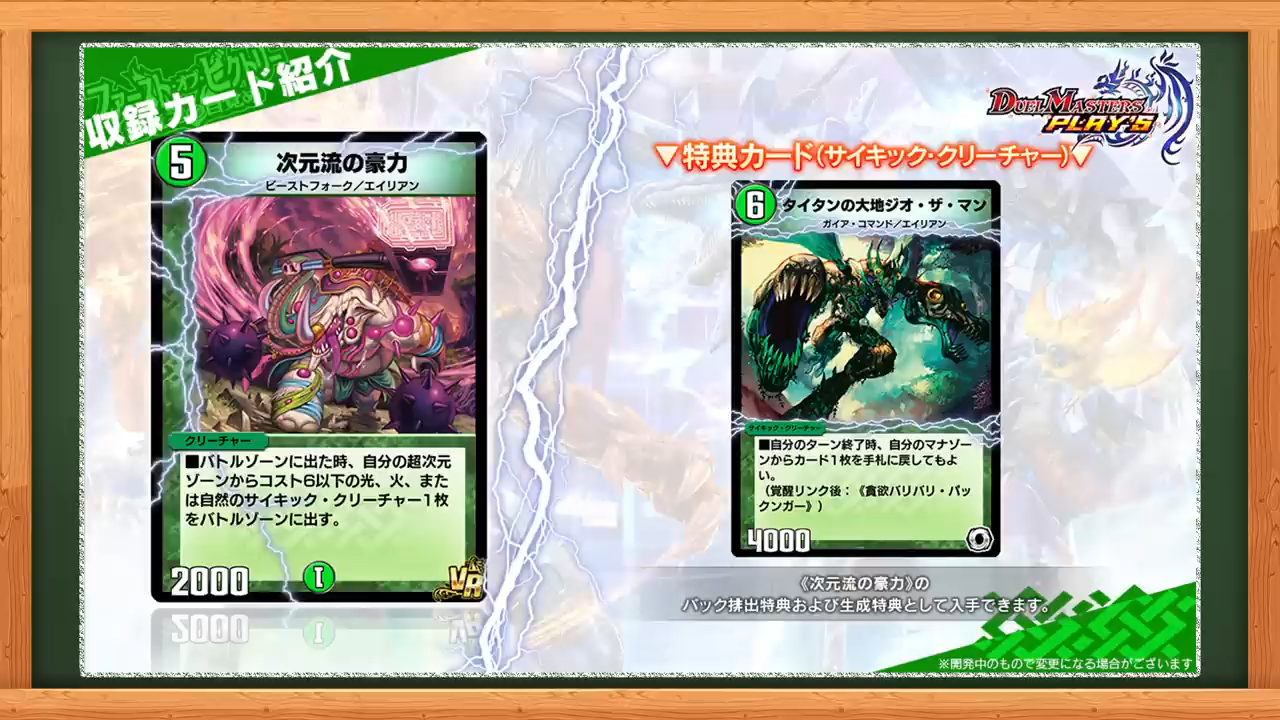 収録カード紹介
DUEL MASTERS
PLAY'S
5
次元流の豪力
ビーストフォーク／エイリアン
クリーチャー
■バトルゾーンに出た時、自分の超次元
ゾーンからコスト6以下の光、火、また
は自然のサイキック・クリーチャー1枚
をバトルゾーンに出す。
2000
I
VR
▼特典カード(サイキック・クリーチャー)▼
6
タイタンの大地ジオ・ザ・マン
ガイア・コマンド／エイリアン
サイキック・クリーチャー
■自分のターン終了時、自分のマナゾー
ンからカード1枚を手札に戻してもよ
い。
（覚醒リンク後：《貪欲バリバリ・パッ
クンガー》）
4000
《次元流の豪力》の
パック排出特典および生成特典として入手できます。
※開発中のもので変更になる場合がございます